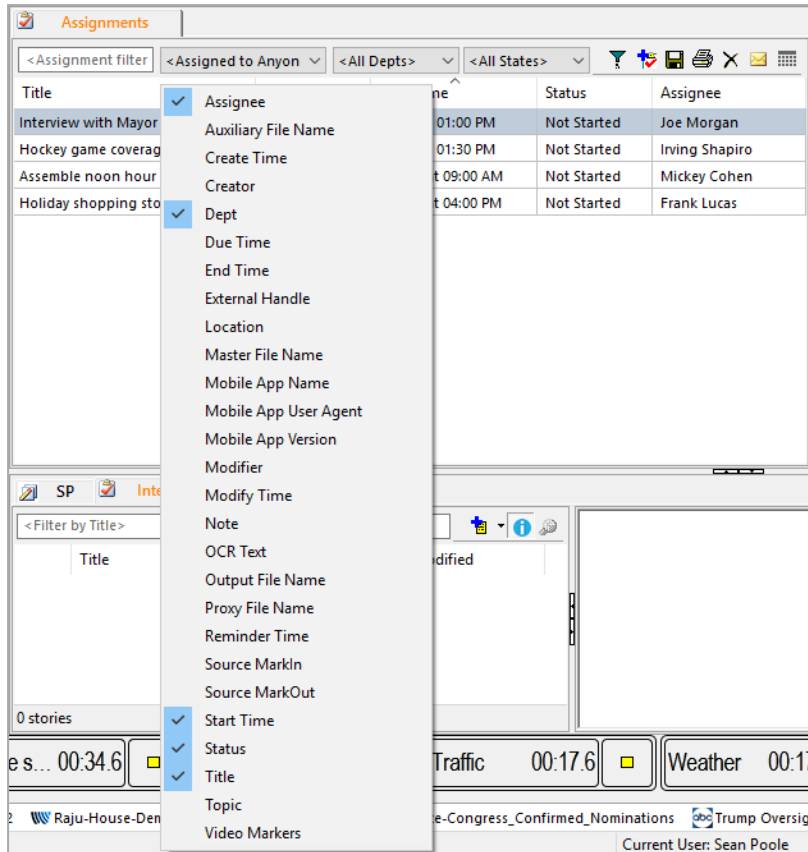 Assignments
<Assignment filter <Assigned to Anyon <All Depts> <All States>
Title ne Status Assignee
Interview with Mayor 01:00 PM Not Started Joe Morgan
Hockey game coverag 01:30 PM Not Started Irving Shapiro
Assemble noon hour t 09:00 AM Not Started Mickey Cohen
Holiday shopping sto t 04:00 PM Not Started Frank Lucas
Assignee
Auxiliary File Name
Create Time
Creator
Dept
Due Time
End Time
External Handle
Location
Master File Name
Mobile App Name
Mobile App User Agent
Mobile App Version
Modifier
Modify Time
Note
OCR Text
Output File Name
Proxy File Name
Reminder Time
Source MarkIn
Source MarkOut
Start Time
Status
Title
Topic
Video Markers
SP Inte
<Filter by Title>
Title dified
0 stories
e s... 00:34.6 Traffic 00:17.6 Weather 00:17
Raju-House-Den e-Congress_Confirmed_Nominations abc Trump Oversig
Current User: Sean Poole